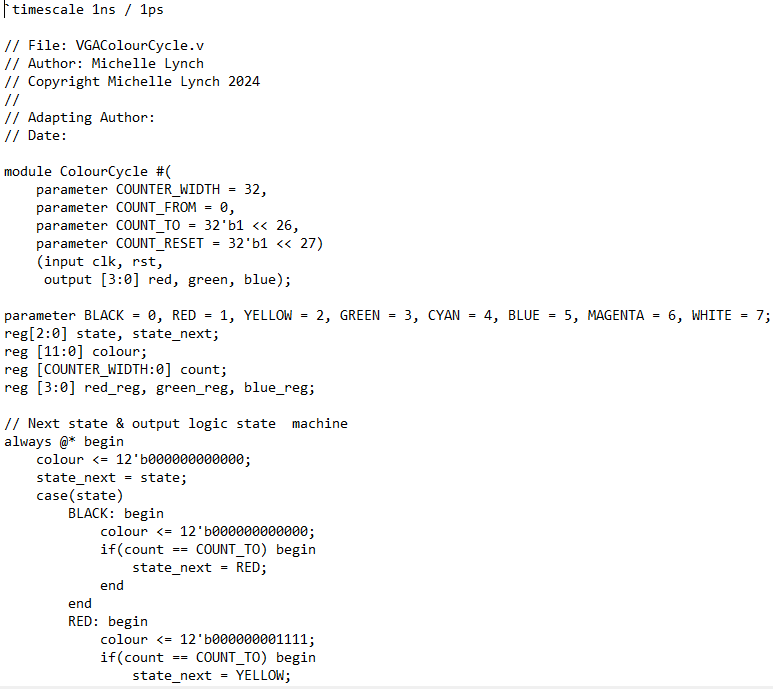 `timescale 1ns / 1ps
// File: VGAColourCycle.v
// Author: Michelle Lynch
// Copyright Michelle Lynch 2024
//
// Adapting Author:
// Date:
module ColourCycle #(
parameter COUNTER_WIDTH = 32,
parameter COUNT_FROM = 0,
parameter COUNT_TO = 32'b1 << 26,
parameter COUNT_RESET = 32'b1 << 27)
(input clk, rst,
output [3:0] red, green, blue);
parameter BLACK = 0, RED = 1, YELLOW = 2, GREEN = 3, CYAN = 4, BLUE = 5, MAGENTA = 6, WHITE = 7;
reg[2:0] state, state_next;
reg [11:0] colour;
reg [COUNTER_WIDTH:0] count;
reg [3:0] red_reg, green_reg, blue_reg;
// Next state & output logic state  machine
always @* begin
colour <= 12'b000000000000;
state_next = state;
case(state)
BLACK: begin
colour <= 12'b000000000000;
if(count == COUNT_TO) begin
state_next = RED;
end
end
RED: begin
colour <= 12'b000000001111;
if(count == COUNT_TO) begin
state_next = YELLOW;